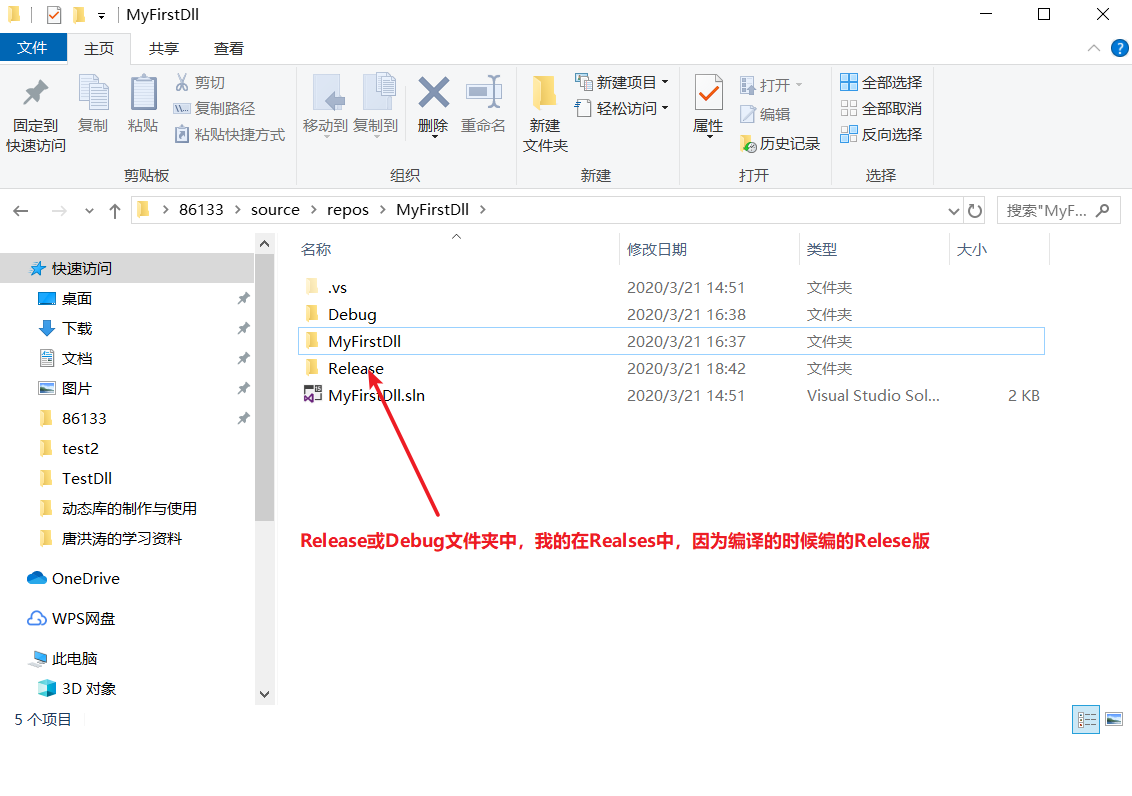 MyFirstDll
文件 主页 共享 查看
固定到快速访问
复制
粘贴
剪切
复制路径
粘贴快捷方式
剪贴板
移动到
复制到
删除
重命名
组织
新建文件夹
新建项目
轻松访问
新建
属性
打开
编辑
历史记录
打开
全部选择
全部取消
反向选择
选择
86133 > source > repos > MyFirstDll >
搜索"MyF...
快速访问
桌面
下载
文档
图片
86133
test2
TestDll
动态库的制作与使用
唐洪涛的学习资料
OneDrive
WPS网盘
此电脑
3D 对象
名称 修改日期 类型 大小
.vs 2020/3/21 14:51 文件夹
Debug 2020/3/21 16:38 文件夹
MyFirstDll 2020/3/21 16:37 文件夹
Release 2020/3/21 18:42 文件夹
MyFirstDll.sln 2020/3/21 14:51 Visual Studio Sol... 2 KB
Release或Debug文件夹中，我的在Realses中，因为编译的时候编的Relese版
5 个项目